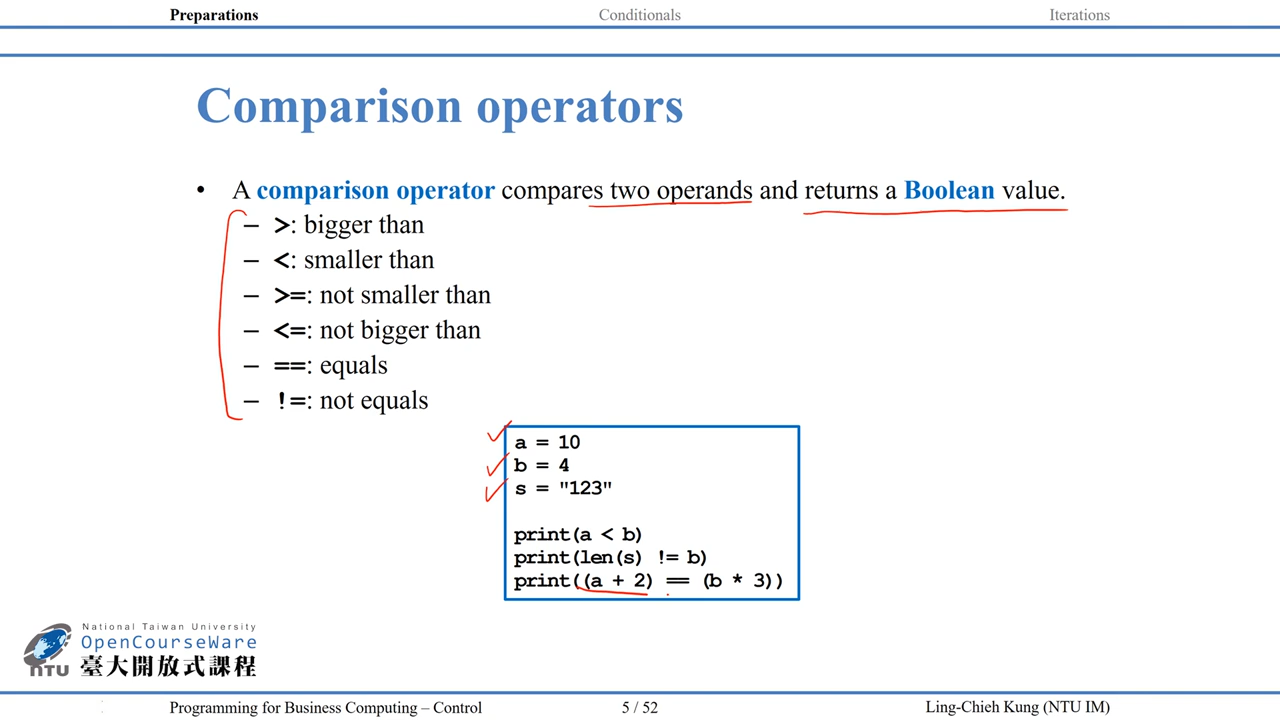 Preparations Conditionals Iterations
Comparison operators
• A comparison operator compares two operands and returns a Boolean value.
– >: bigger than
– <: smaller than
– >=: not smaller than
– <=: not bigger than
– ==: equals
– !=: not equals
a = 10
b = 4
s = "123"
print(a < b)
print(len(s) != b)
print((a + 2) == (b * 3))
National Taiwan University
OpenCourseWare
NTU 臺大開放式課程
Programming for Business Computing – Control 5 / 52 Ling-Chieh Kung (NTU IM)